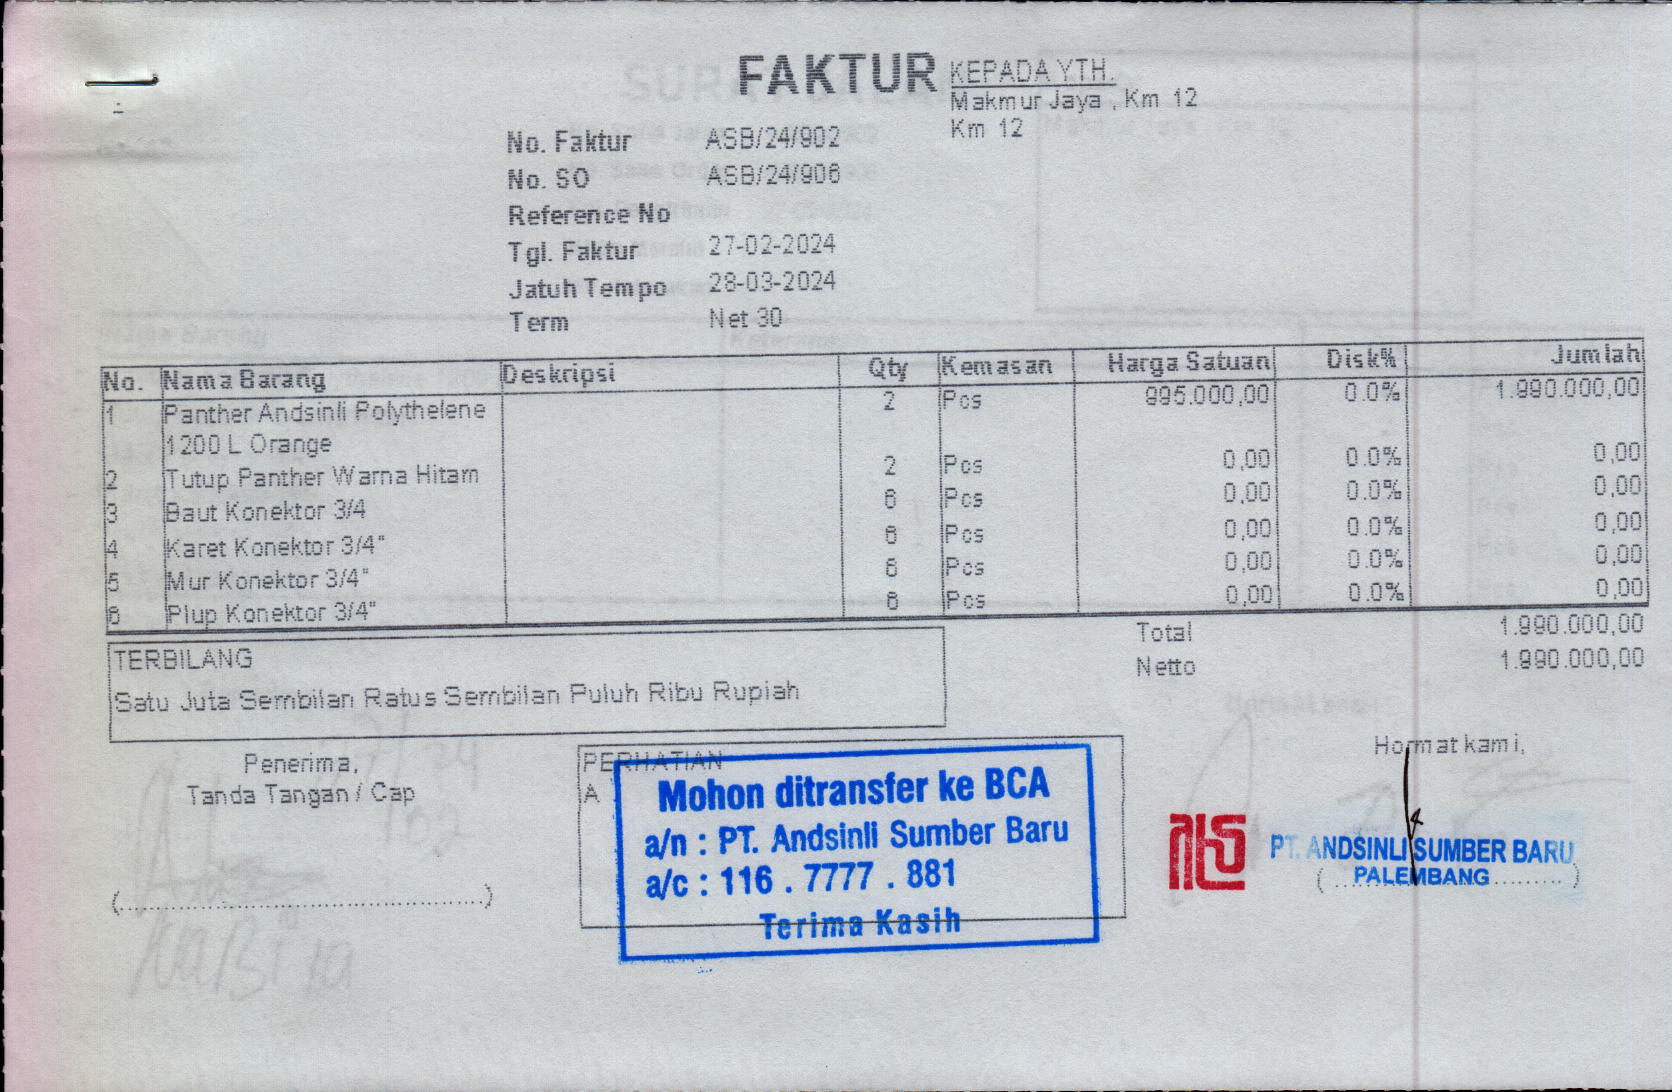 FAKTUR
KEPADA YTH.
Makmur Jaya , Km 12
Km 12
No. Faktur ASB/24/902
No. SO ASB/24/906
Reference No
Tgl. Faktur 27-02-2024
Jatuh Tempo 28-03-2024
Term Net 30
No. Nama Barang Deskripsi Qty Kemasan Harga Satuan Disk% Jumlah
1 Panther Andsinli Polythelene 2 Pcs 995.000,00 0.0% 1.990.000,00
1200 L Orange
2 Tutup Panther Warna Hitam 2 Pcs 0,00 0.0% 0,00
3 Baut Konektor 3/4 6 Pcs 0,00 0.0% 0,00
4 Karet Konektor 3/4" 6 Pcs 0,00 0.0% 0,00
5 Mur Konektor 3/4" 6 Pcs 0,00 0.0% 0,00
6 Plup Konektor 3/4" 6 Pcs 0,00 0.0% 0,00
Total 1.990.000,00
Netto 1.990.000,00
TERBILANG
Satu Juta Sembilan Ratus Sembilan Puluh Ribu Rupiah
Penerima,
Tanda Tangan / Cap
PERHATIAN
A
Mohon ditransfer ke BCA
a/n : PT. Andsinli Sumber Baru
a/c : 116 . 7777 . 881
Terima Kasih
Hormat kami,
PT. ANDSINLI SUMBER BARU
PALEMBANG